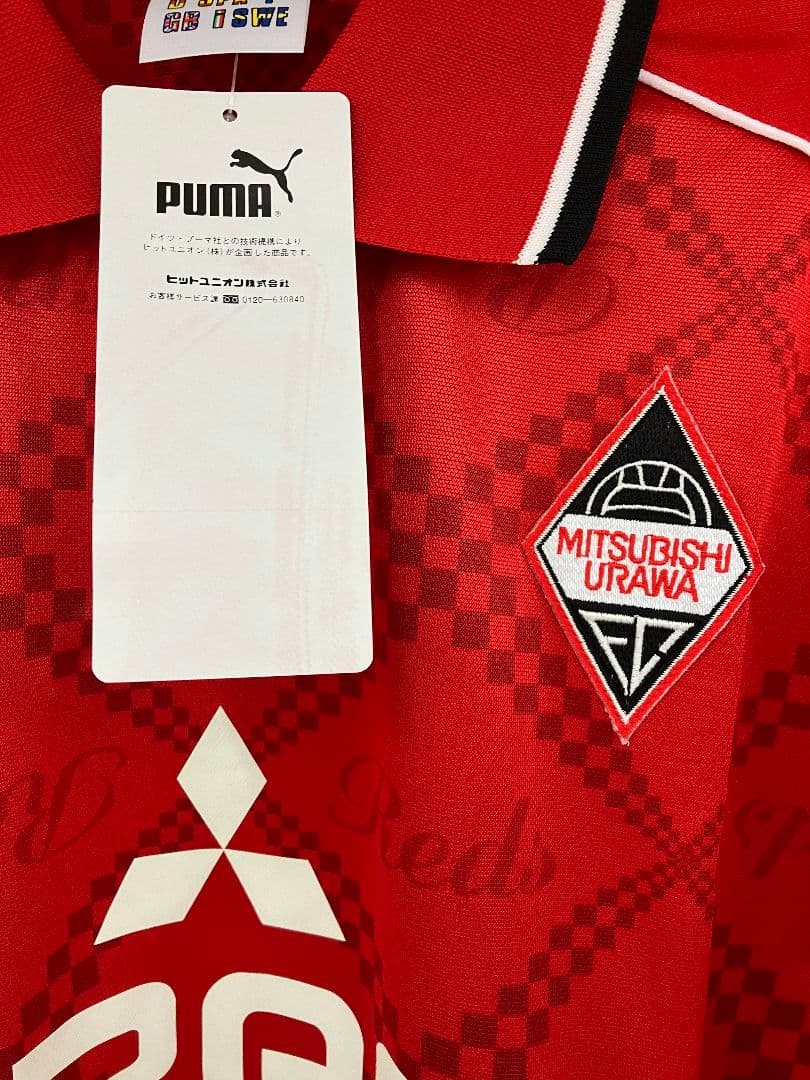 GB I SWE
PUMA®
ドイツ・プーマ社との技術提携により
ヒットユニオン(株)が企画した商品です。
ヒットユニオン株式会社
お客様サービス課 0120-630840
MITSUBISHI
URAWA
FC
Reds